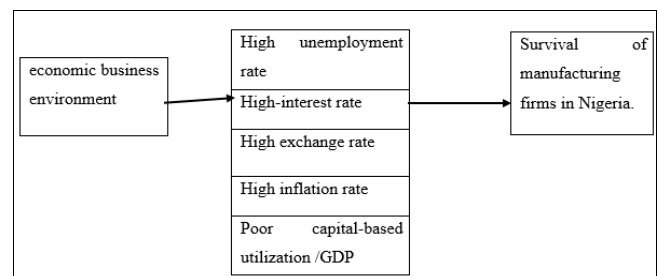 economic business
environment
High unemployment
rate
High-interest rate
High exchange rate
High inflation rate
Poor capital-based
utilization /GDP
Survival of
manufacturing
firms in Nigeria.